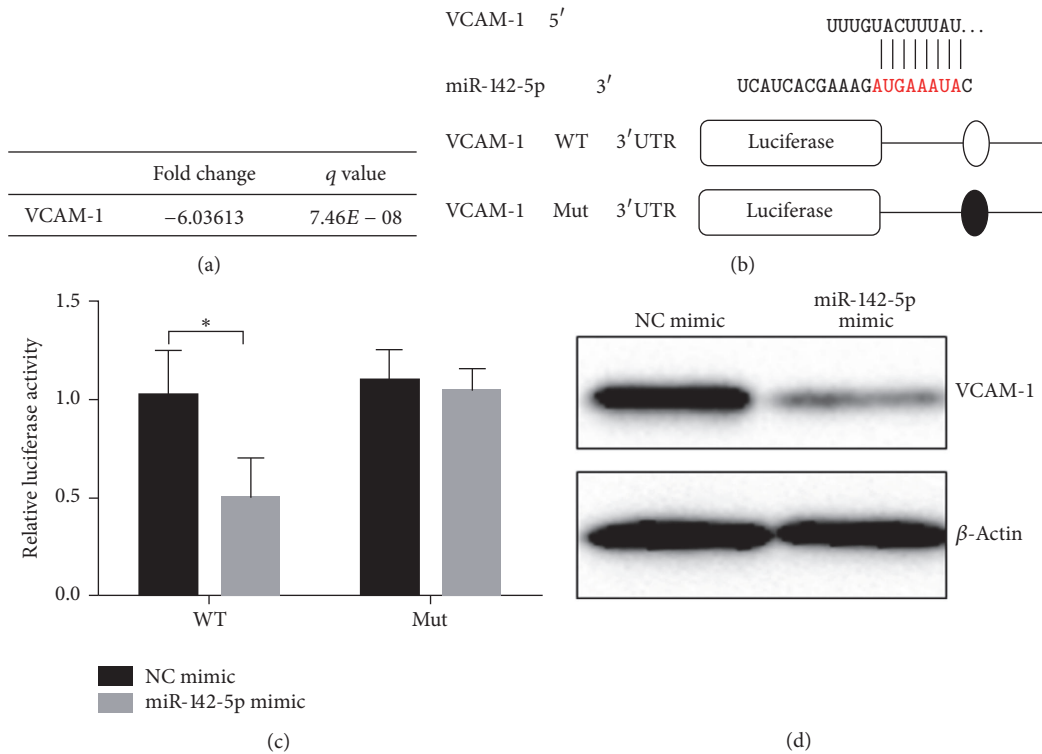 Fold change q value
VCAM-1 −6.03613 7.46E − 08
(a)
VCAM-1 5′ UUUGUACUUUAU...
miR-142-5p 3′ UCAUCACGAAAGAUGAAAUAC
VCAM-1 WT 3′UTR Luciferase
VCAM-1 Mut 3′UTR Luciferase
(b)
Relative luciferase activity
1.5
1.0
0.5
0.0
*
WT Mut
NC mimic
miR-142-5p mimic
(c)
NC mimic
miR-142-5p
mimic
VCAM-1
β-Actin
(d)